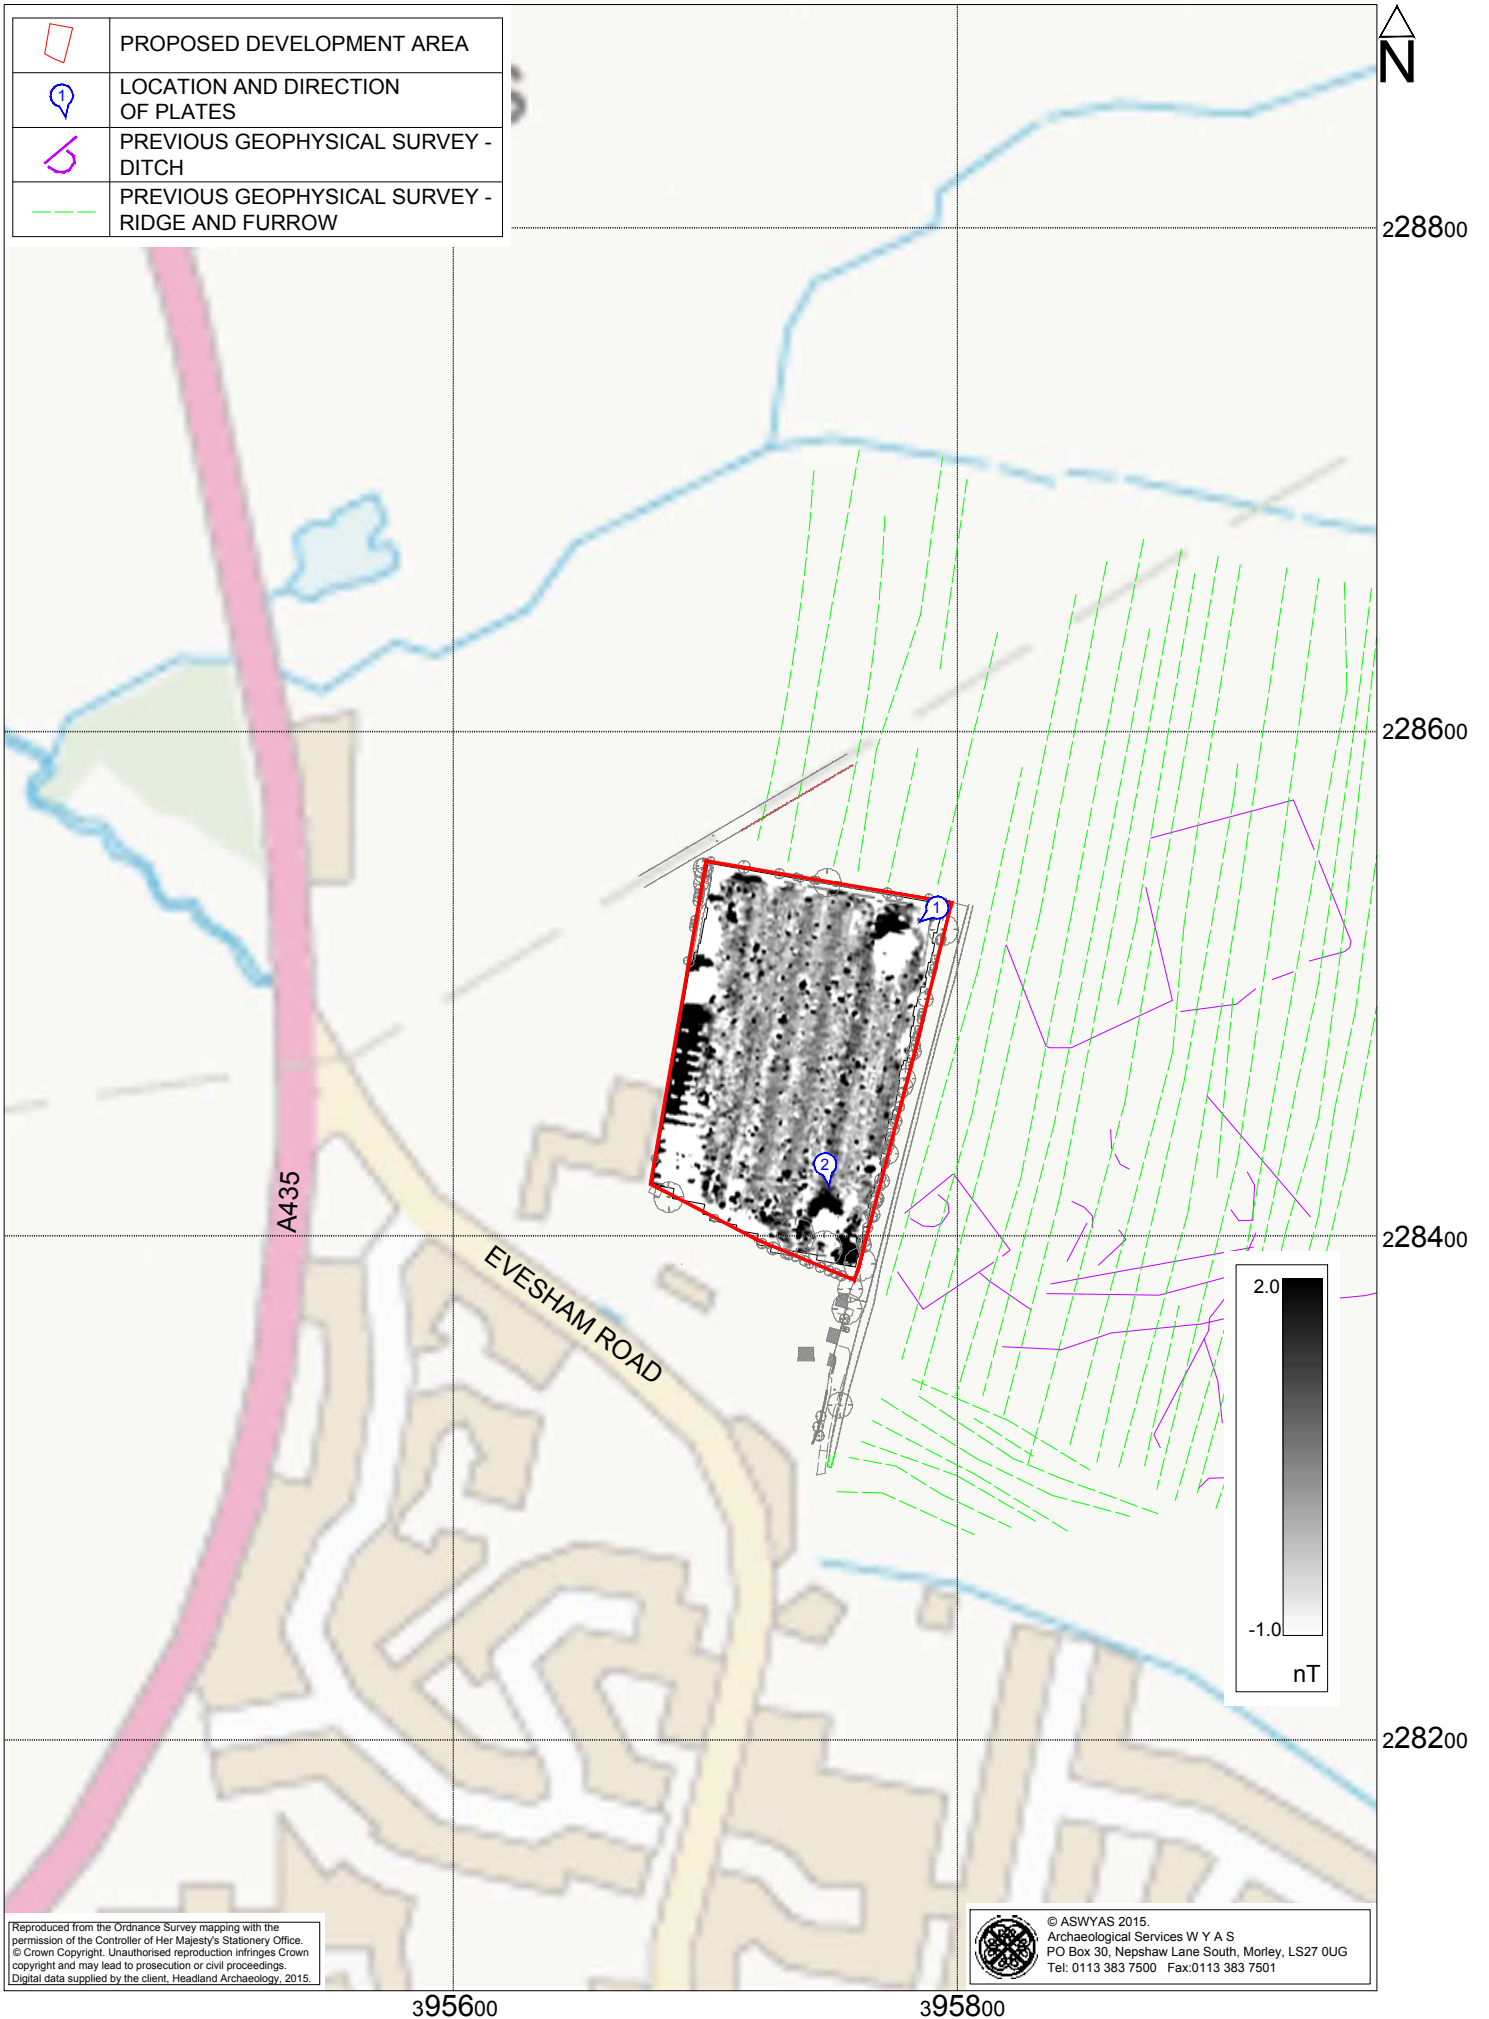 PROPOSED DEVELOPMENT AREA
1
LOCATION AND DIRECTION
OF PLATES
PREVIOUS GEOPHYSICAL SURVEY -
DITCH
PREVIOUS GEOPHYSICAL SURVEY -
RIDGE AND FURROW
N
228800
228600
1
2
A435
228400
EVESHAM ROAD
2.0
-1.0
nT
228200
Reproduced from the Ordnance Survey mapping with the
permission of the Controller of Her Majesty's Stationery Office.
© Crown Copyright. Unauthorised reproduction infringes Crown
copyright and may lead to prosecution or civil proceedings.
Digital data supplied by the client, Headland Archaeology, 2015.
© ASWYAS 2015.
Archaeological Services W Y A S
PO Box 30, Nepshaw Lane South, Morley, LS27 0UG
Tel: 0113 383 7500 Fax:0113 383 7501
395600
395800